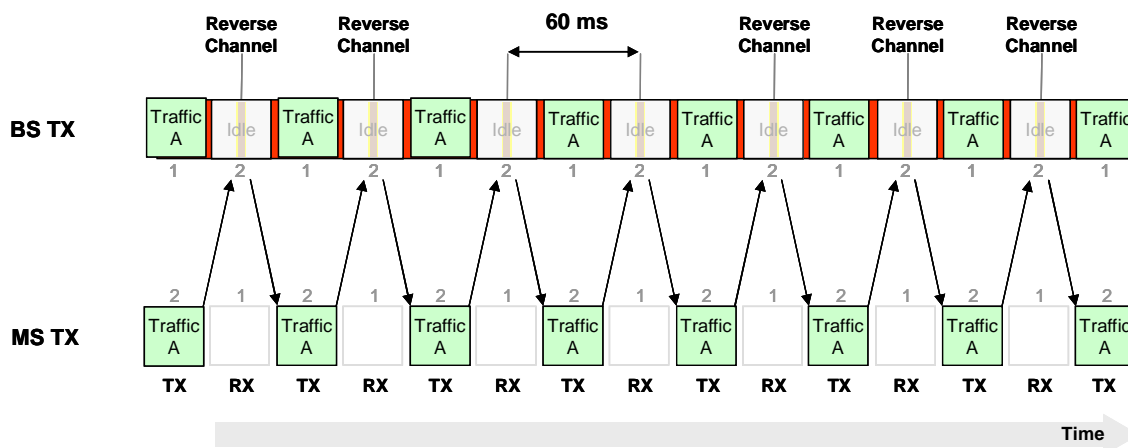 Reverse Channel
Reverse Channel
60 ms
Reverse Channel
Reverse Channel
Reverse Channel
BS TX
Traffic A
Idle
Traffic A
Idle
Traffic A
Idle
Traffic A
Idle
Traffic A
Idle
Traffic A
Idle
Traffic A
Idle
Traffic A
1 2 1 2 1 2 1 2 1 2 1 2 1 2 1
2 1 2 1 2 1 2 1 2 1 2 1 2 1 2
MS TX
Traffic A
Traffic A
Traffic A
Traffic A
Traffic A
Traffic A
Traffic A
Traffic A
TX RX TX RX TX RX TX RX TX RX TX RX TX RX TX
Time